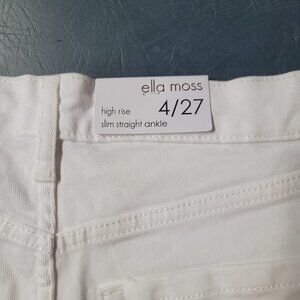 ella moss
high rise 4/27
slim straight ankle